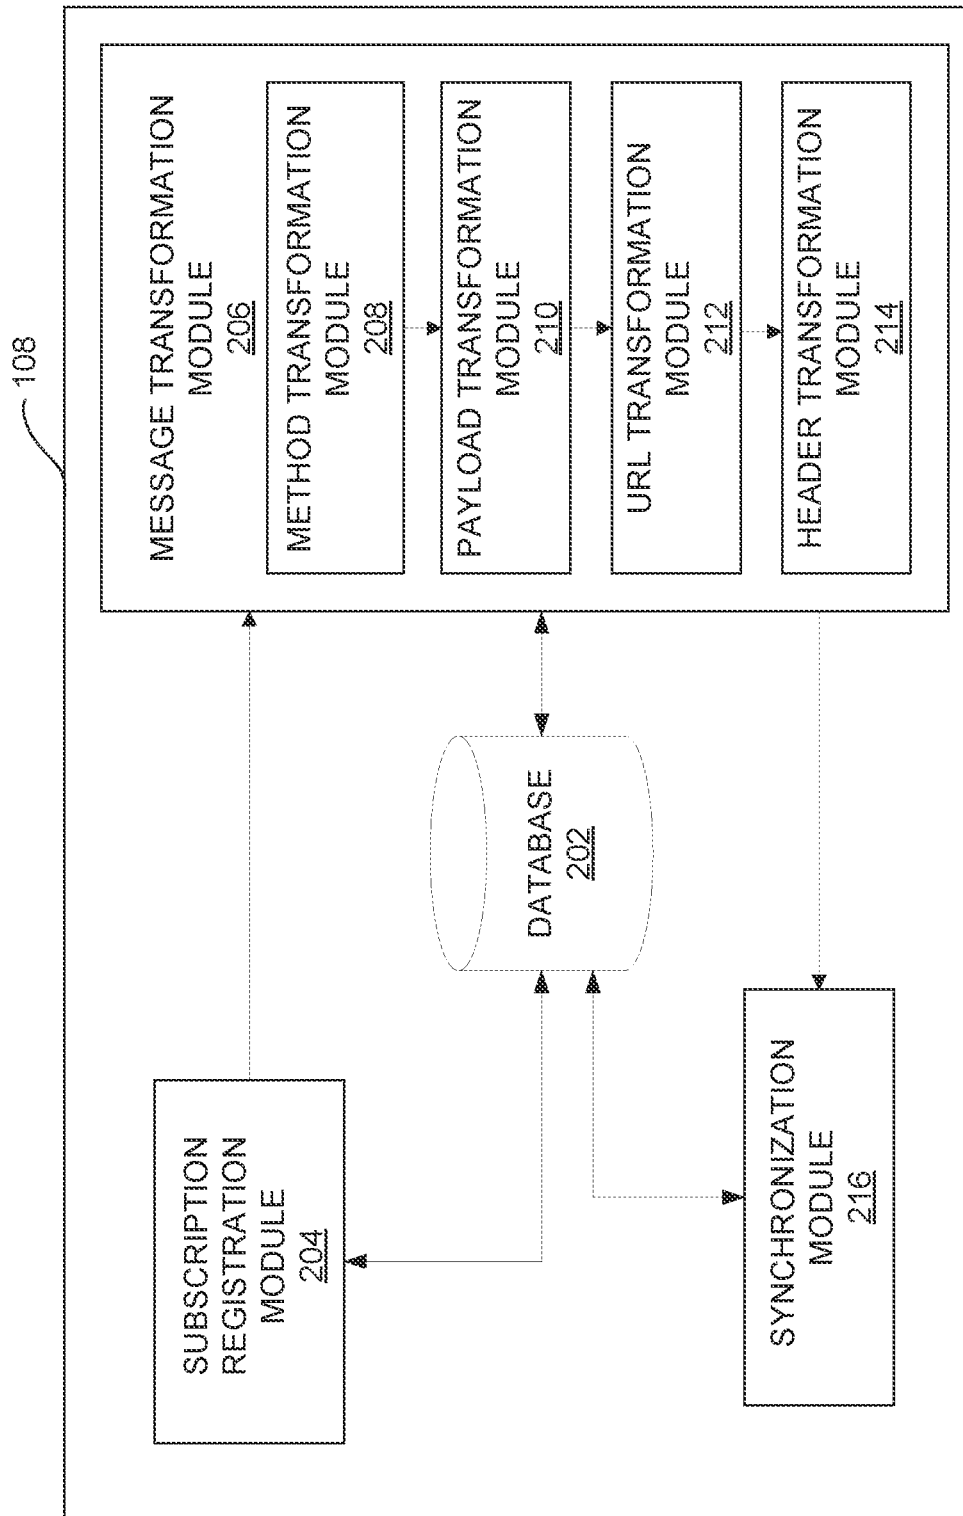 108
SUBSCRIPTION
REGISTRATION
MODULE
204
MESSAGE TRANSFORMATION
MODULE
206
METHOD TRANSFORMATION
MODULE
208
PAYLOAD TRANSFORMATION
MODULE
210
URL TRANSFORMATION
MODULE
212
HEADER TRANSFORMATION
MODULE
214
DATABASE
202
SYNCHRONIZATION
MODULE
216